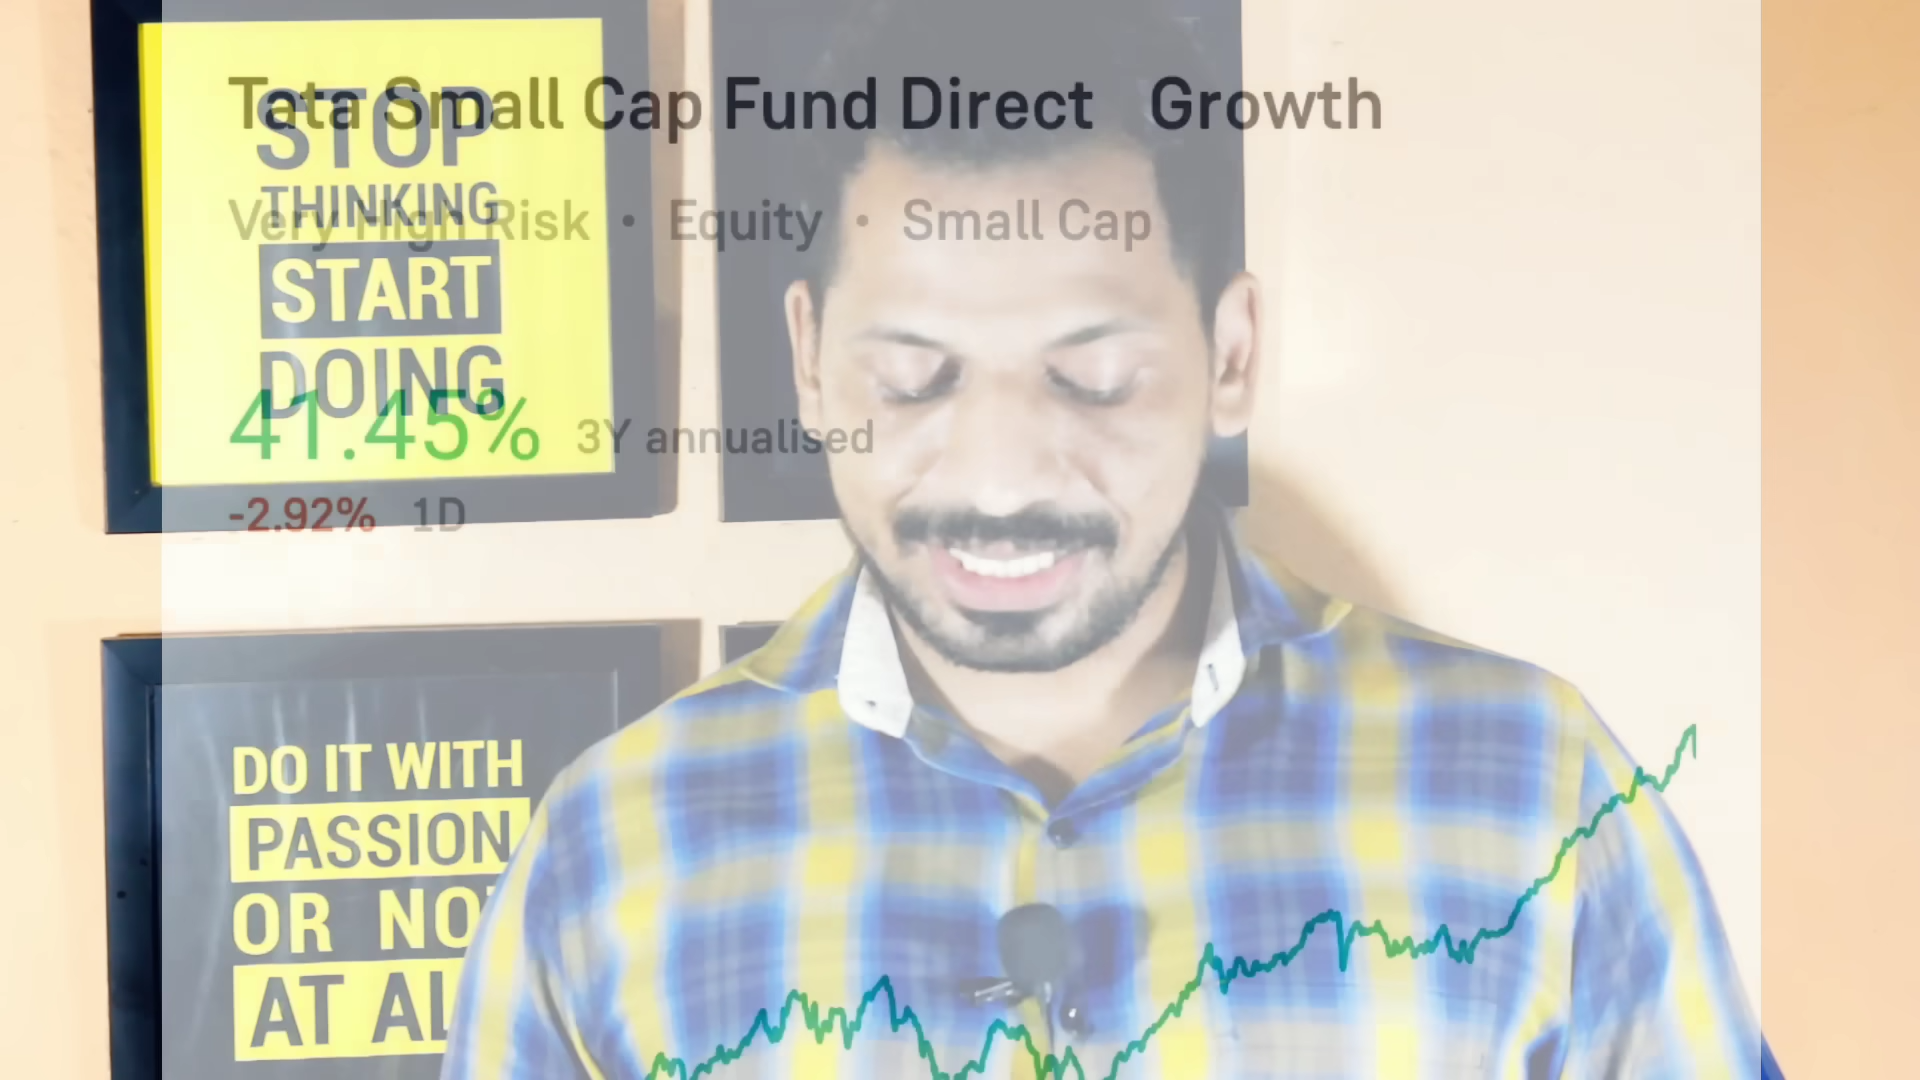 Tata Small Cap Fund Direct Growth
Very High Risk • Equity • Small Cap
41.45% 3Y annualised
-2.92% 1D
STOP
THINKING
START
DOING
DO IT WITH
PASSION
OR NO
AT AL